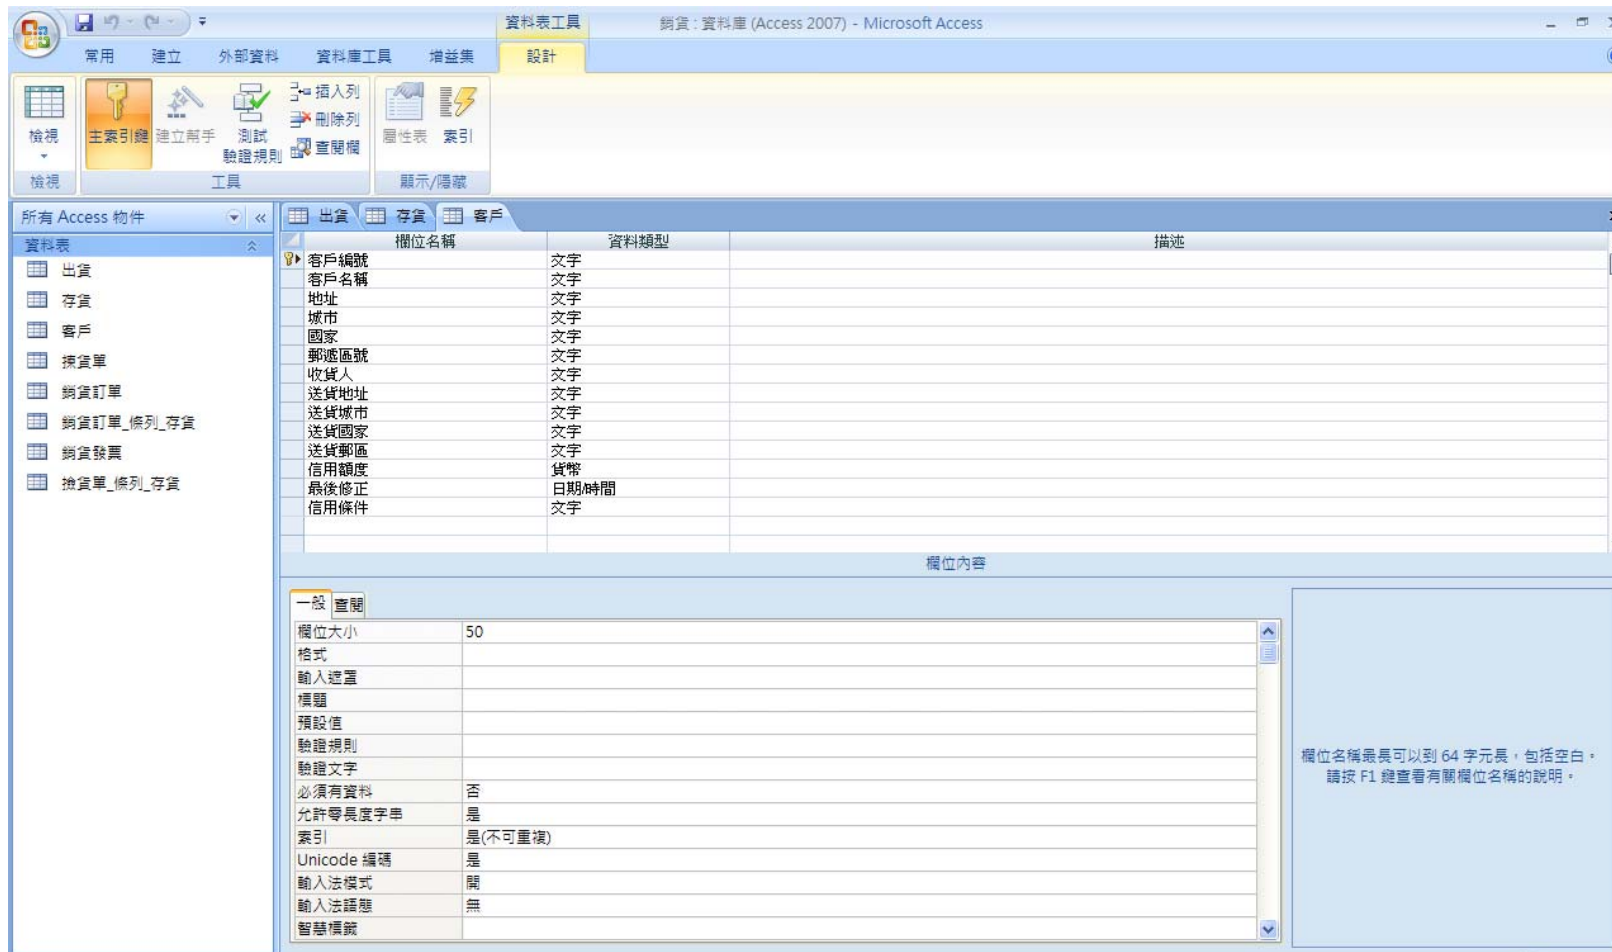 資料表工具
銷貨 : 資料庫 (Access 2007) - Microsoft Access
常用 建立 外部資料 資料庫工具 增益集 設計
檢視
主索引鍵
建立幫手
測試
驗證規則
插入列
刪除列
查閱欄
屬性表
索引
檢視 工具 顯示/隱藏
所有 Access 物件
資料表
出貨
存貨
客戶
揀貨單
銷貨訂單
銷貨訂單_條列_存貨
銷貨發票
撿貨單_條列_存貨
出貨 存貨 客戶
欄位名稱 資料類型 描述
客戶編號 文字
客戶名稱 文字
地址 文字
城市 文字
國家 文字
郵遞區號 文字
收貨人 文字
送貨地址 文字
送貨城市 文字
送貨國家 文字
送貨郵區 文字
信用額度 貨幣
最後修正 日期/時間
信用條件 文字
欄位內容
一般 查閱
欄位大小 50
格式
輸入遮罩
標題
預設值
驗證規則
驗證文字
必須有資料 否
允許零長度字串 是
索引 是(不可重複)
Unicode 編碼 是
輸入法模式 開
輸入法語態 無
智慧標籤
欄位名稱最長可以到 64 字元長，包括空白。
請按 F1 鍵查看有關欄位名稱的說明。